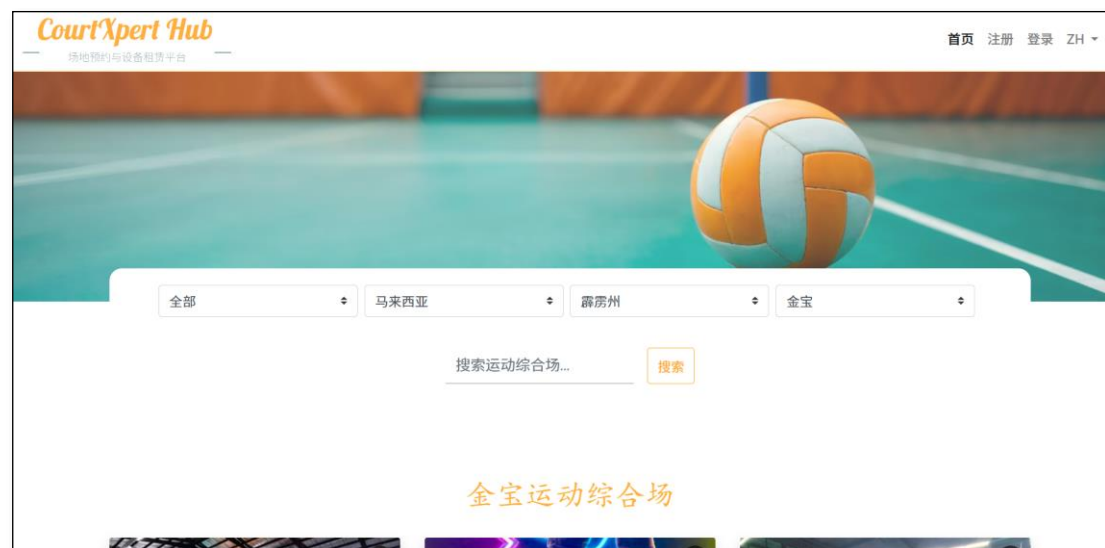 CourtXpert Hub
场地预约与设备租赁平台
首页 注册 登录 ZH
全部 马来西亚 霹雳州 金宝
搜索运动综合场... 搜索
金宝运动综合场